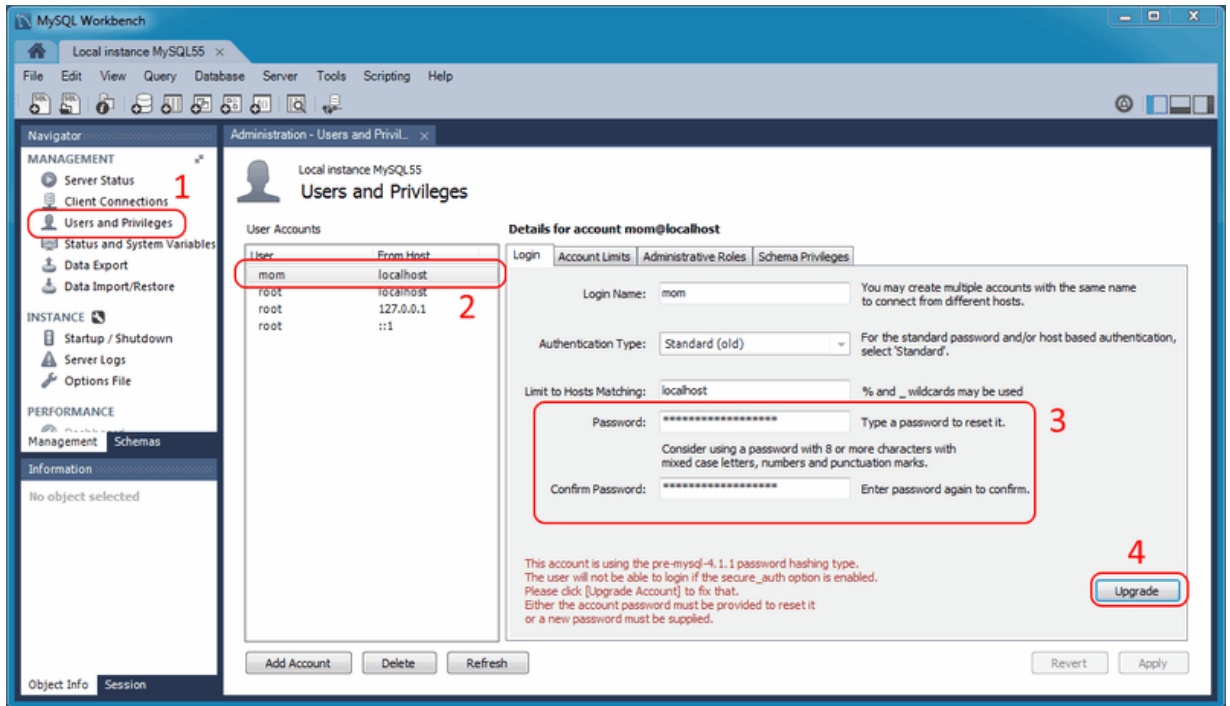 MySQL Workbench
Local instance MySQL55
File Edit View Query Database Server Tools Scripting Help
Navigator
MANAGEMENT
Server Status
Client Connections
1
Users and Privileges
Status and System Variables
Data Export
Data Import/Restore
INSTANCE
Startup / Shutdown
Server Logs
Options File
PERFORMANCE
Dashboard
Management Schemas
Information
No object selected
Object Info Session
Administration - Users and Privil...
Local instance MySQL55
Users and Privileges
User Accounts
User From Host
mom localhost
root localhost
root 127.0.0.1
root ::1
2
Add Account Delete Refresh
Details for account mom@localhost
Login Account Limits Administrative Roles Schema Privileges
Login Name: mom You may create multiple accounts with the same name
to connect from different hosts.
Authentication Type: Standard (old) For the standard password and/or host based authentication,
select 'Standard'.
Limit to Hosts Matching: localhost % and _ wildcards may be used
Password: ****************** Type a password to reset it.
3
Consider using a password with 8 or more characters with
mixed case letters, numbers and punctuation marks.
Confirm Password: ****************** Enter password again to confirm.
This account is using the pre-mysql-4.1.1 password hashing type.
The user will not be able to login if the secure_auth option is enabled.
Please click [Upgrade Account] to fix that.
Either the account password must be provided to reset it
or a new password must be supplied.
4
Upgrade
Revert Apply